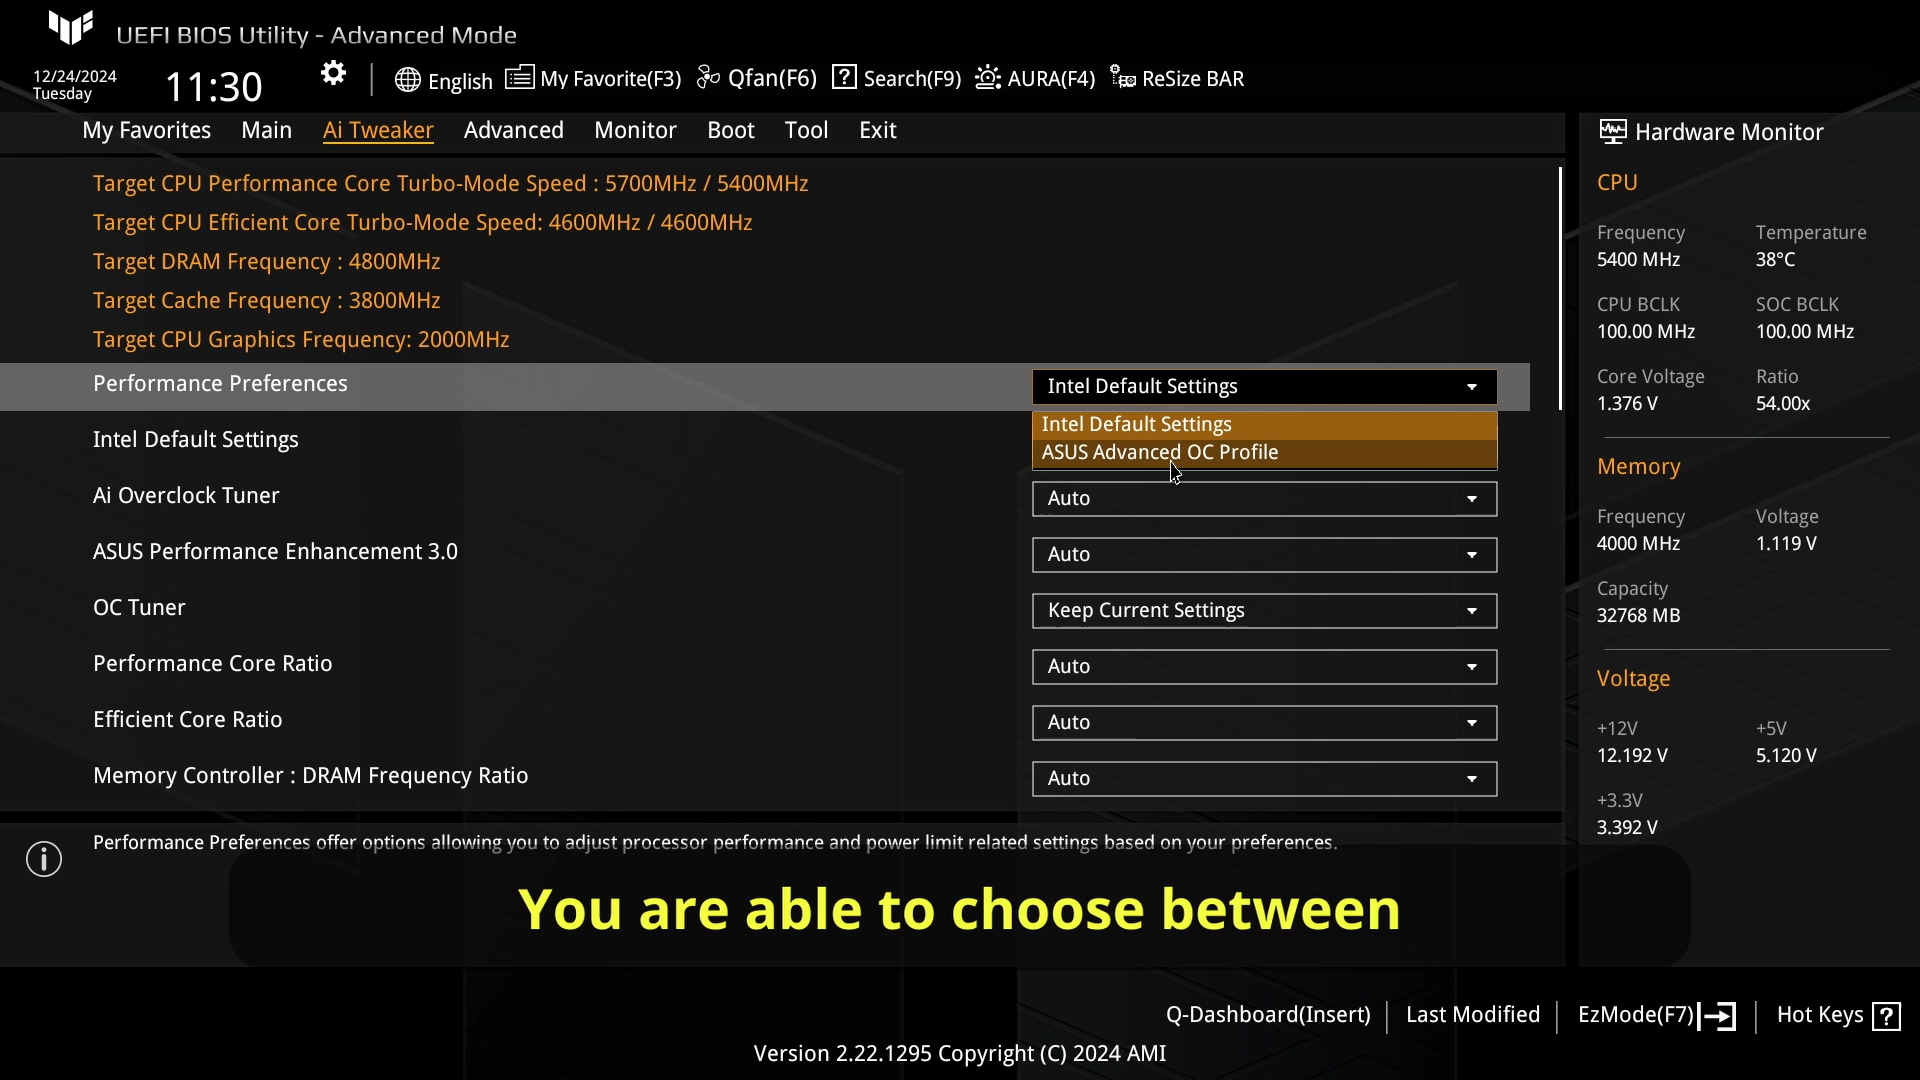 UEFI BIOS Utility - Advanced Mode
12/24/2024
Tuesday
11:30
English
My Favorite(F3)
Qfan(F6)
Search(F9)
AURA(F4)
ReSize BAR
My Favorites
Main
Ai Tweaker
Advanced
Monitor
Boot
Tool
Exit
Target CPU Performance Core Turbo-Mode Speed : 5700MHz / 5400MHz
Target CPU Efficient Core Turbo-Mode Speed: 4600MHz / 4600MHz
Target DRAM Frequency : 4800MHz
Target Cache Frequency : 3800MHz
Target CPU Graphics Frequency: 2000MHz
Performance Preferences
Intel Default Settings
Intel Default Settings
ASUS Advanced OC Profile
Intel Default Settings
Ai Overclock Tuner
Auto
ASUS Performance Enhancement 3.0
Auto
OC Tuner
Keep Current Settings
Performance Core Ratio
Auto
Efficient Core Ratio
Auto
Memory Controller : DRAM Frequency Ratio
Auto
Performance Preferences offer options allowing you to adjust processor performance and power limit related settings based on your preferences.
You are able to choose between
Hardware Monitor
CPU
Frequency
Temperature
5400 MHz
38°C
CPU BCLK
SOC BCLK
100.00 MHz
100.00 MHz
Core Voltage
Ratio
1.376 V
54.00x
Memory
Frequency
Voltage
4000 MHz
1.119 V
Capacity
32768 MB
Voltage
+12V
+5V
12.192 V
5.120 V
+3.3V
3.392 V
Q-Dashboard(Insert)
Last Modified
EzMode(F7)
Hot Keys
Version 2.22.1295 Copyright (C) 2024 AMI